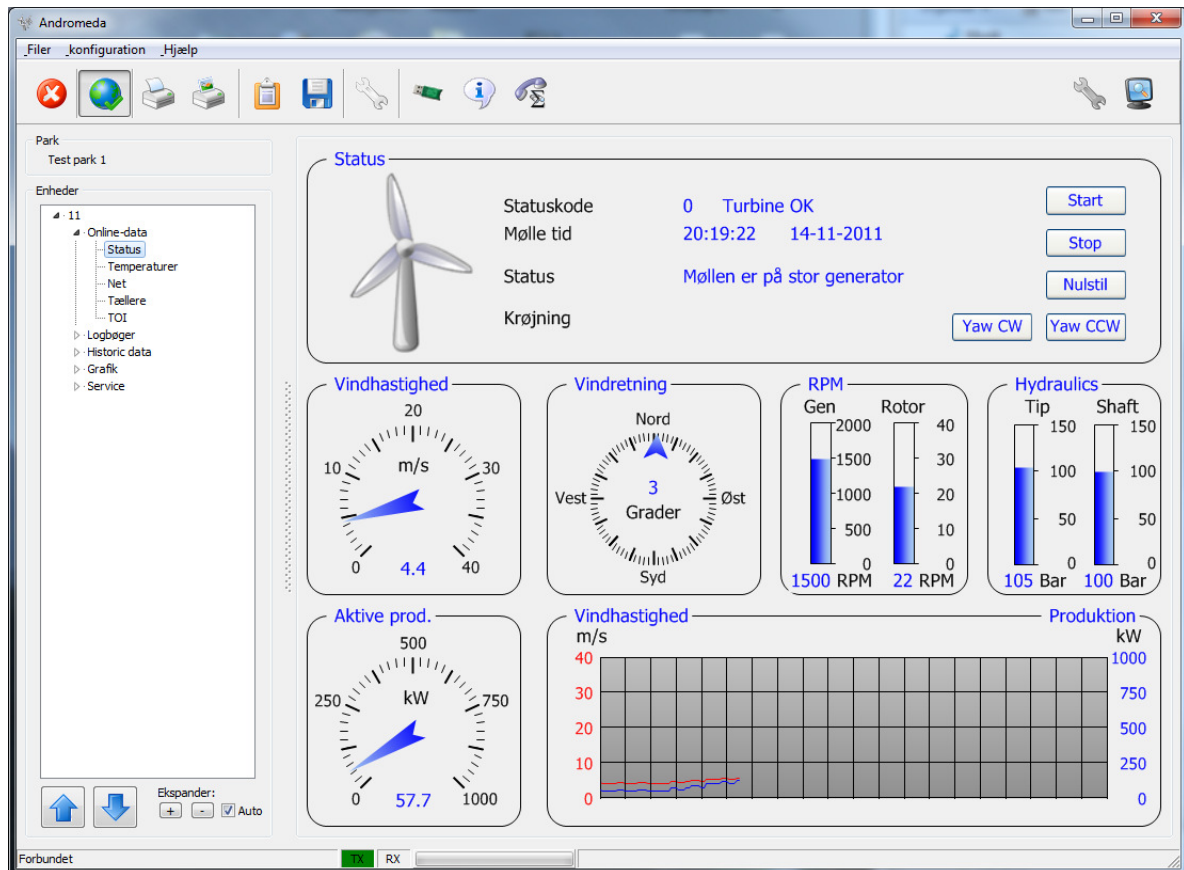 Andromeda
_Filer _konfiguration _Hjælp
Park
Test park 1
Enheder
11
Online-data
Status
Temperaturer
Net
Tællere
TOI
Logbøger
Historic data
Grafik
Service
Ekspander:
+ - Auto
Status
Statuskode 0 Turbine OK
Mølle tid 20:19:22 14-11-2011
Status Møllen er på stor generator
Krøjning
Start
Stop
Nulstil
Yaw CW Yaw CCW
Vindhastighed
20
10 m/s 30
0 4.4 40
Vindretning
Nord
Vest 3 Øst
Grader
Syd
RPM
Gen Rotor
2000 40
1500 30
1000 20
500 10
0 0
1500 RPM 22 RPM
Hydraulics
Tip Shaft
150 150
100 100
50 50
0 0
105 Bar 100 Bar
Aktive prod.
500
250 kW 750
0 57.7 1000
Vindhastighed Produktion
m/s kW
40 1000
30 750
20 500
10 250
0 0
Forbundet TX RX